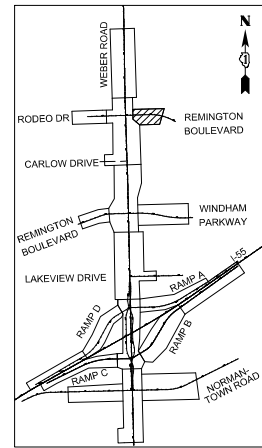 N
WEBER ROAD
RODEO DR
REMINGTON
BOULEVARD
CARLOW DRIVE
REMINGTON
BOULEVARD
WINDHAM
PARKWAY
LAKEVIEW DRIVE
I-55
RAMP A
RAMP D
RAMP B
RAMP C
NORMAN-
TOWN ROAD